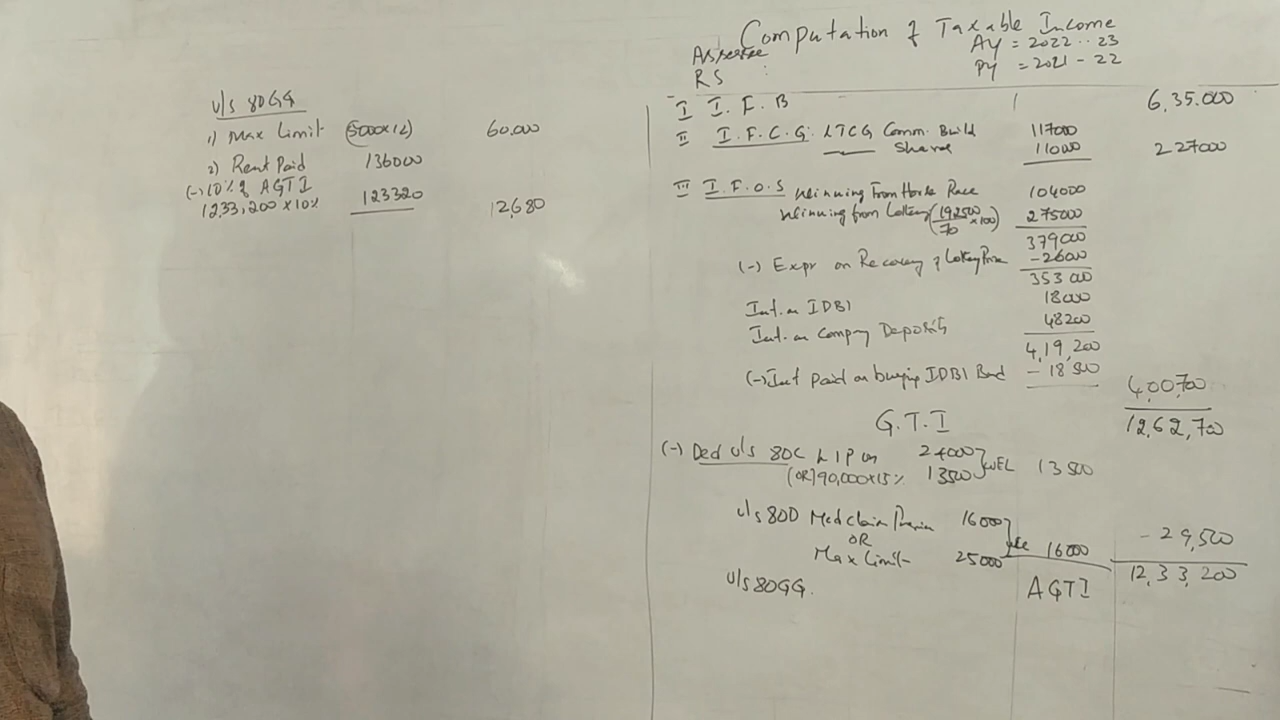 Computation of Taxable Income
Assessee AY = 2022..23
RS : PY = 2021 - 22
u/s 80GG
1) Max Limit (5000x12) 60,000
2) Rent Paid 136000
(-) 10% of AGTI
12,33,200 x 10% 123320 12,680
I I.F.B 6,35.000
II I.F.C.G: LTCG Comm. Build 117000
Shares 110000 227000
III I.F.O.S Winning From Horse Race 104000
Winning from Lottery (192500/70 x100) 275000
379000
(-) Expr on Recovery of Lottery Prize -26000
353000
Int. on IDBI 18000
Int. on Company Deposits 48200
4,19,200
(-) Int Paid on buying IDBI Bond - 18500 4,00,700
G.T.I 12,62,700
(-) Ded u/s 80C LIP on 24000
(OR) 90,000x15% 13500 WEL 13500
u/s 80D Medclaim Premium 16000
OR
Max Limit 25000 16000 - 29,500
u/s 80GG. AGTI 12,33,200